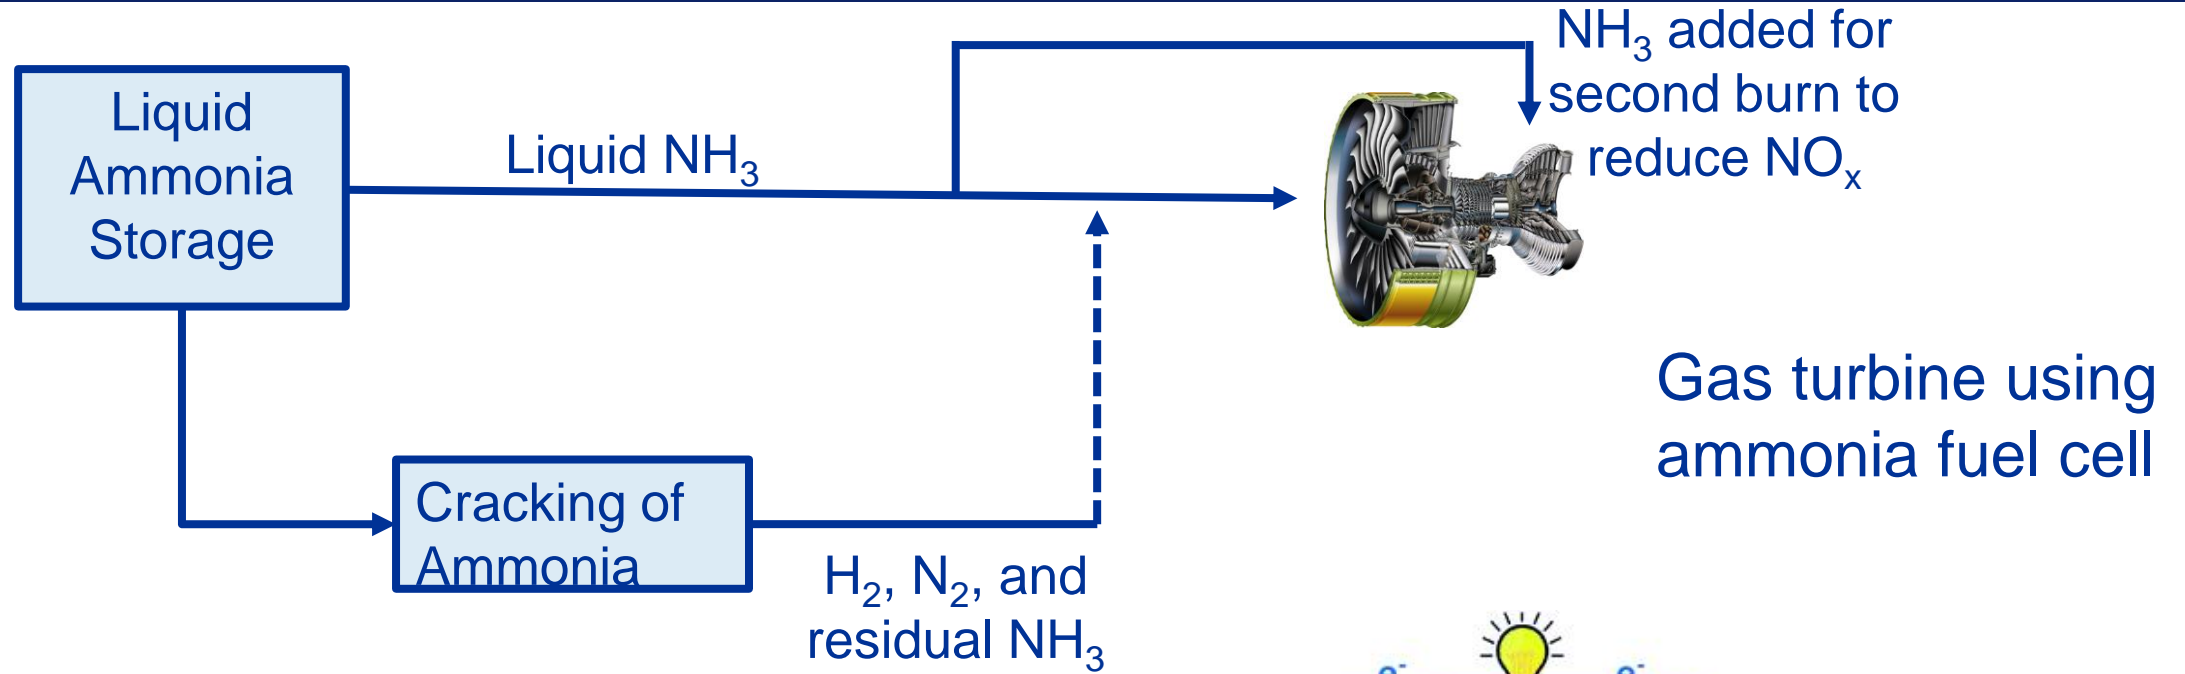 NH₃ added for
second burn to
reduce NOₓ
Liquid
Ammonia
Storage
Liquid NH₃
Gas turbine using
ammonia fuel cell
Cracking of
Ammonia
H₂, N₂, and
residual NH₃
e⁻ e⁻